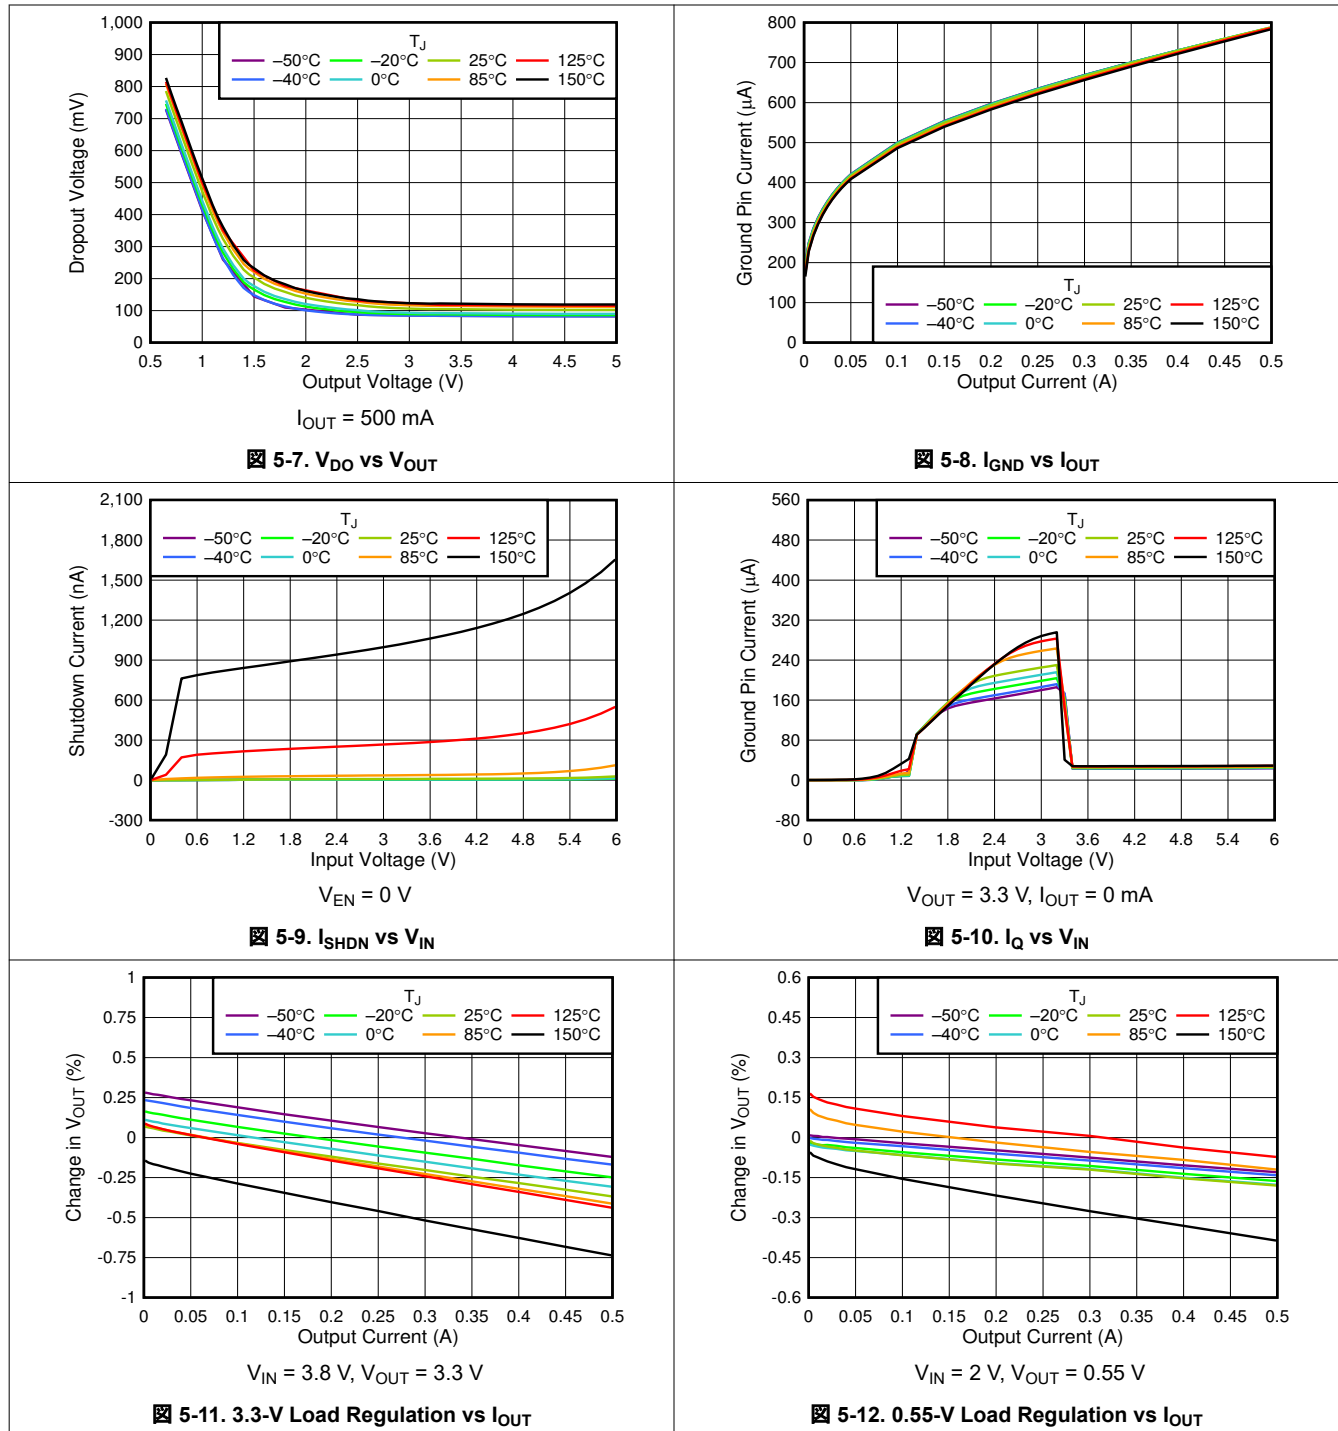 1,000
900
800
700
600
500
400
300
200
100
0
Dropout Voltage (mV)
TJ
–50°C –20°C 25°C 125°C
–40°C 0°C 85°C 150°C
0.5 1 1.5 2 2.5 3 3.5 4 4.5 5
Output Voltage (V)
IOUT = 500 mA
図 5-7. VDO vs VOUT
800
700
600
500
400
300
200
100
0
Ground Pin Current (μA)
TJ
–50°C –20°C 25°C 125°C
–40°C 0°C 85°C 150°C
0 0.05 0.1 0.15 0.2 0.25 0.3 0.35 0.4 0.45 0.5
Output Current (A)
図 5-8. IGND vs IOUT
2,100
1,800
1,500
1,200
900
600
300
0
-300
Shutdown Current (nA)
TJ
–50°C –20°C 25°C 125°C
–40°C 0°C 85°C 150°C
0 0.6 1.2 1.8 2.4 3 3.6 4.2 4.8 5.4 6
Input Voltage (V)
VEN = 0 V
図 5-9. ISHDN vs VIN
560
480
400
320
240
160
80
0
-80
Ground Pin Current (μA)
TJ
–50°C –20°C 25°C 125°C
–40°C 0°C 85°C 150°C
0 0.6 1.2 1.8 2.4 3 3.6 4.2 4.8 5.4 6
Input Voltage (V)
VOUT = 3.3 V, IOUT = 0 mA
図 5-10. IQ vs VIN
1
0.75
0.5
0.25
0
-0.25
-0.5
-0.75
-1
Change in VOUT (%)
TJ
–50°C –20°C 25°C 125°C
–40°C 0°C 85°C 150°C
0 0.05 0.1 0.15 0.2 0.25 0.3 0.35 0.4 0.45 0.5
Output Current (A)
VIN = 3.8 V, VOUT = 3.3 V
図 5-11. 3.3-V Load Regulation vs IOUT
0.6
0.45
0.3
0.15
0
-0.15
-0.3
-0.45
-0.6
Change in VOUT (%)
TJ
–50°C –20°C 25°C 125°C
–40°C 0°C 85°C 150°C
0 0.05 0.1 0.15 0.2 0.25 0.3 0.35 0.4 0.45 0.5
Output Current (A)
VIN = 2 V, VOUT = 0.55 V
図 5-12. 0.55-V Load Regulation vs IOUT